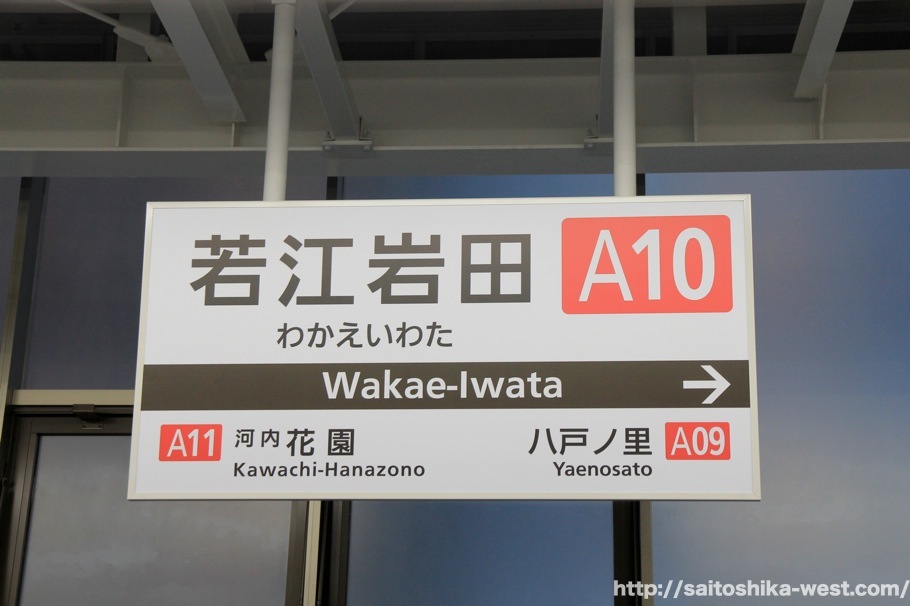 若江岩田 A10
わかえいわた
Wakae-Iwata →
A11 河内花園 八戸ノ里 A09
Kawachi-Hanazono Yaenosato
http://saitoshika-west.com/